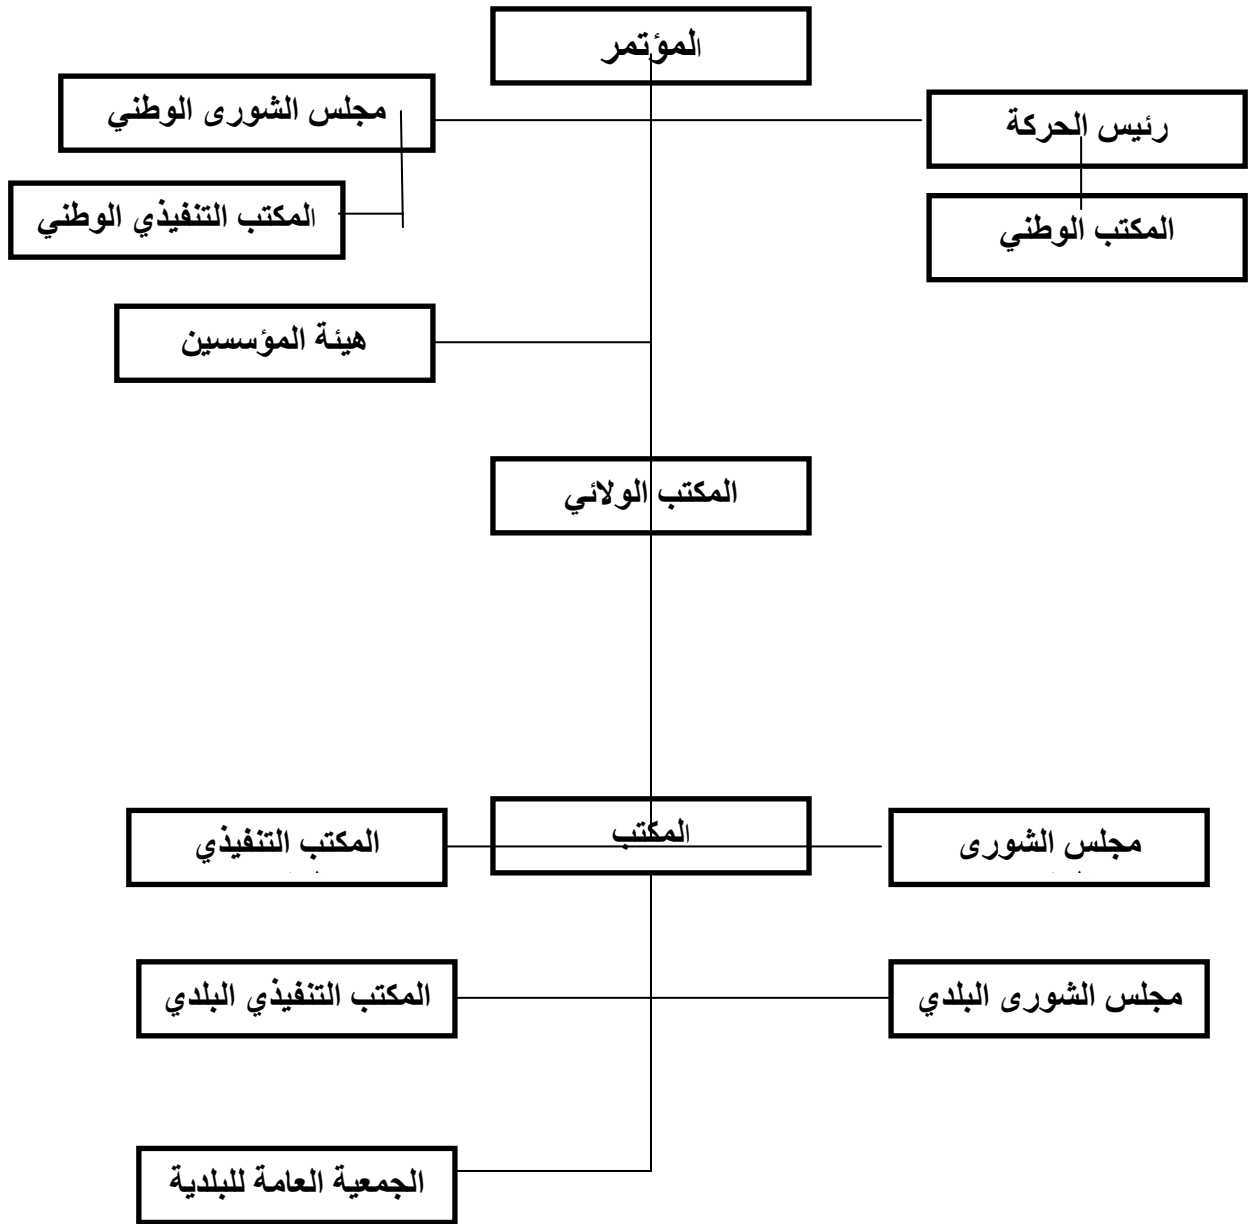 المؤتمر
رئيس الحركة
مجلس الشورى الوطني
المكتب الوطني
المكتب التنفيذي الوطني
هيئة المؤسسين
المكتب الولائي
مجلس الشورى
المكتب
المكتب التنفيذي
مجلس الشورى البلدي
المكتب التنفيذي البلدي
الجمعية العامة للبلدية